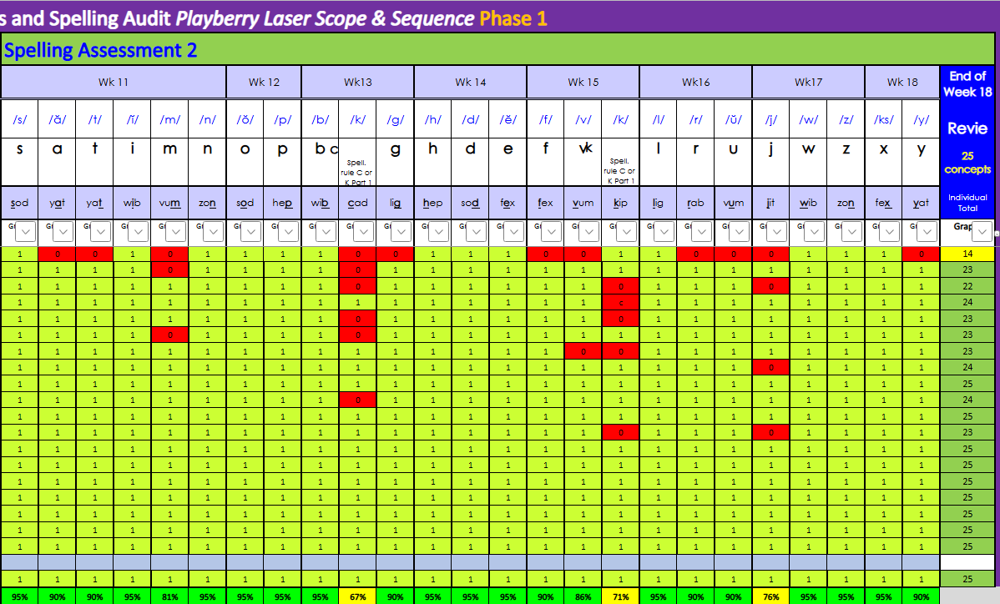 s and Spelling Audit Playberry Laser Scope & Sequence Phase 1
Spelling Assessment 2
Wk 11 Wk 12 Wk13 Wk 14 Wk 15 Wk16 Wk17 Wk 18
End of
Week 18
Revie
25
concepts
Individual
Total
/s/ /ă/ /t/ /ĭ/ /m/ /n/ /ŏ/ /p/ /b/ /k/ /g/ /h/ /d/ /ĕ/ /f/ /v/ /k/ /l/ /r/ /ŭ/ /j/ /w/ /z/ /ks/ /y/
s a t i m n o p b c g h d e f vk l r u j w z x y
Spell.
rule C or
K Part 1
Spell.
rule C or
K Part 1
sod yat yat wib vum zon sod hep wib cad lig hep sod fex fex vum kip lig rab vum jit wib zon fex yat
Gr Gr Gr Gr Gr Gr Gr Gr Gr Gr Gr Gr Gr Gr Gr Gr Gr Gr Gr Gr Gr Gr Gr Gr Gr Grap
1 0 0 1 0 1 1 1 1 0 0 1 1 1 0 0 1 1 0 0 0 1 1 1 0 14
1 1 1 1 0 1 1 1 1 0 1 1 1 1 1 1 1 1 1 1 1 1 1 1 1 23
1 1 1 1 1 1 1 1 1 0 1 1 1 1 1 1 0 1 1 1 0 1 1 1 1 22
1 1 1 1 1 1 1 1 1 1 1 1 1 1 1 1 c 1 1 1 1 1 1 1 1 24
1 1 1 1 1 1 1 1 1 0 1 1 1 1 1 1 0 1 1 1 1 1 1 1 1 23
1 1 1 1 0 1 1 1 1 0 1 1 1 1 1 1 1 1 1 1 1 1 1 1 1 23
1 1 1 1 1 1 1 1 1 1 1 1 1 1 1 0 0 1 1 1 1 1 1 1 1 23
1 1 1 1 1 1 1 1 1 1 1 1 1 1 1 1 1 1 1 1 0 1 1 1 1 24
1 1 1 1 1 1 1 1 1 1 1 1 1 1 1 1 1 1 1 1 1 1 1 1 1 25
1 1 1 1 1 1 1 1 1 0 1 1 1 1 1 1 1 1 1 1 1 1 1 1 1 24
1 1 1 1 1 1 1 1 1 1 1 1 1 1 1 1 1 1 1 1 1 1 1 1 1 25
1 1 1 1 1 1 1 1 1 1 1 1 1 1 1 1 0 1 1 1 0 1 1 1 1 23
1 1 1 1 1 1 1 1 1 1 1 1 1 1 1 1 1 1 1 1 1 1 1 1 1 25
1 1 1 1 1 1 1 1 1 1 1 1 1 1 1 1 1 1 1 1 1 1 1 1 1 25
1 1 1 1 1 1 1 1 1 1 1 1 1 1 1 1 1 1 1 1 1 1 1 1 1 25
1 1 1 1 1 1 1 1 1 1 1 1 1 1 1 1 1 1 1 1 1 1 1 1 1 25
1 1 1 1 1 1 1 1 1 1 1 1 1 1 1 1 1 1 1 1 1 1 1 1 1 25
1 1 1 1 1 1 1 1 1 1 1 1 1 1 1 1 1 1 1 1 1 1 1 1 1 25
1 1 1 1 1 1 1 1 1 1 1 1 1 1 1 1 1 1 1 1 1 1 1 1 1 25
1 1 1 1 1 1 1 1 1 1 1 1 1 1 1 1 1 1 1 1 1 1 1 1 1 25
95% 90% 90% 95% 81% 95% 95% 95% 95% 67% 90% 95% 95% 95% 90% 86% 71% 95% 90% 90% 76% 95% 95% 95% 90%